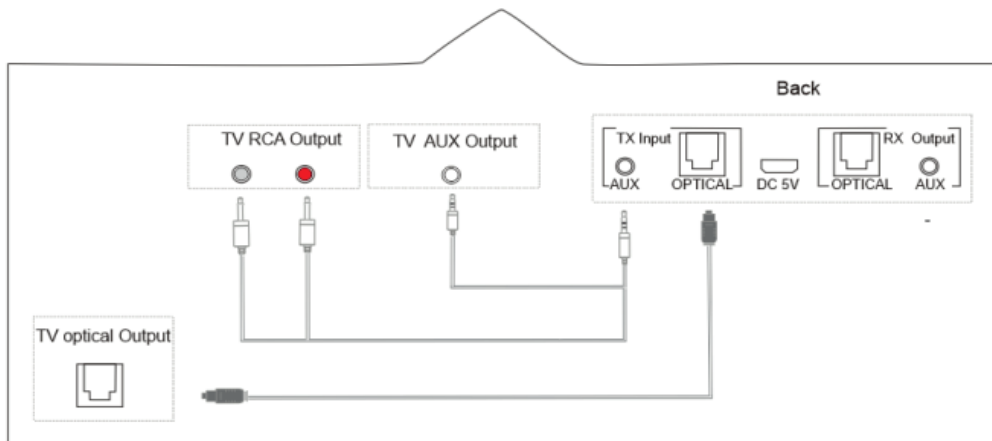 Back
TV RCA Output
TV AUX Output
TX Input
RX Output
AUX
OPTICAL
DC 5V
OPTICAL
AUX
-
TV optical Output